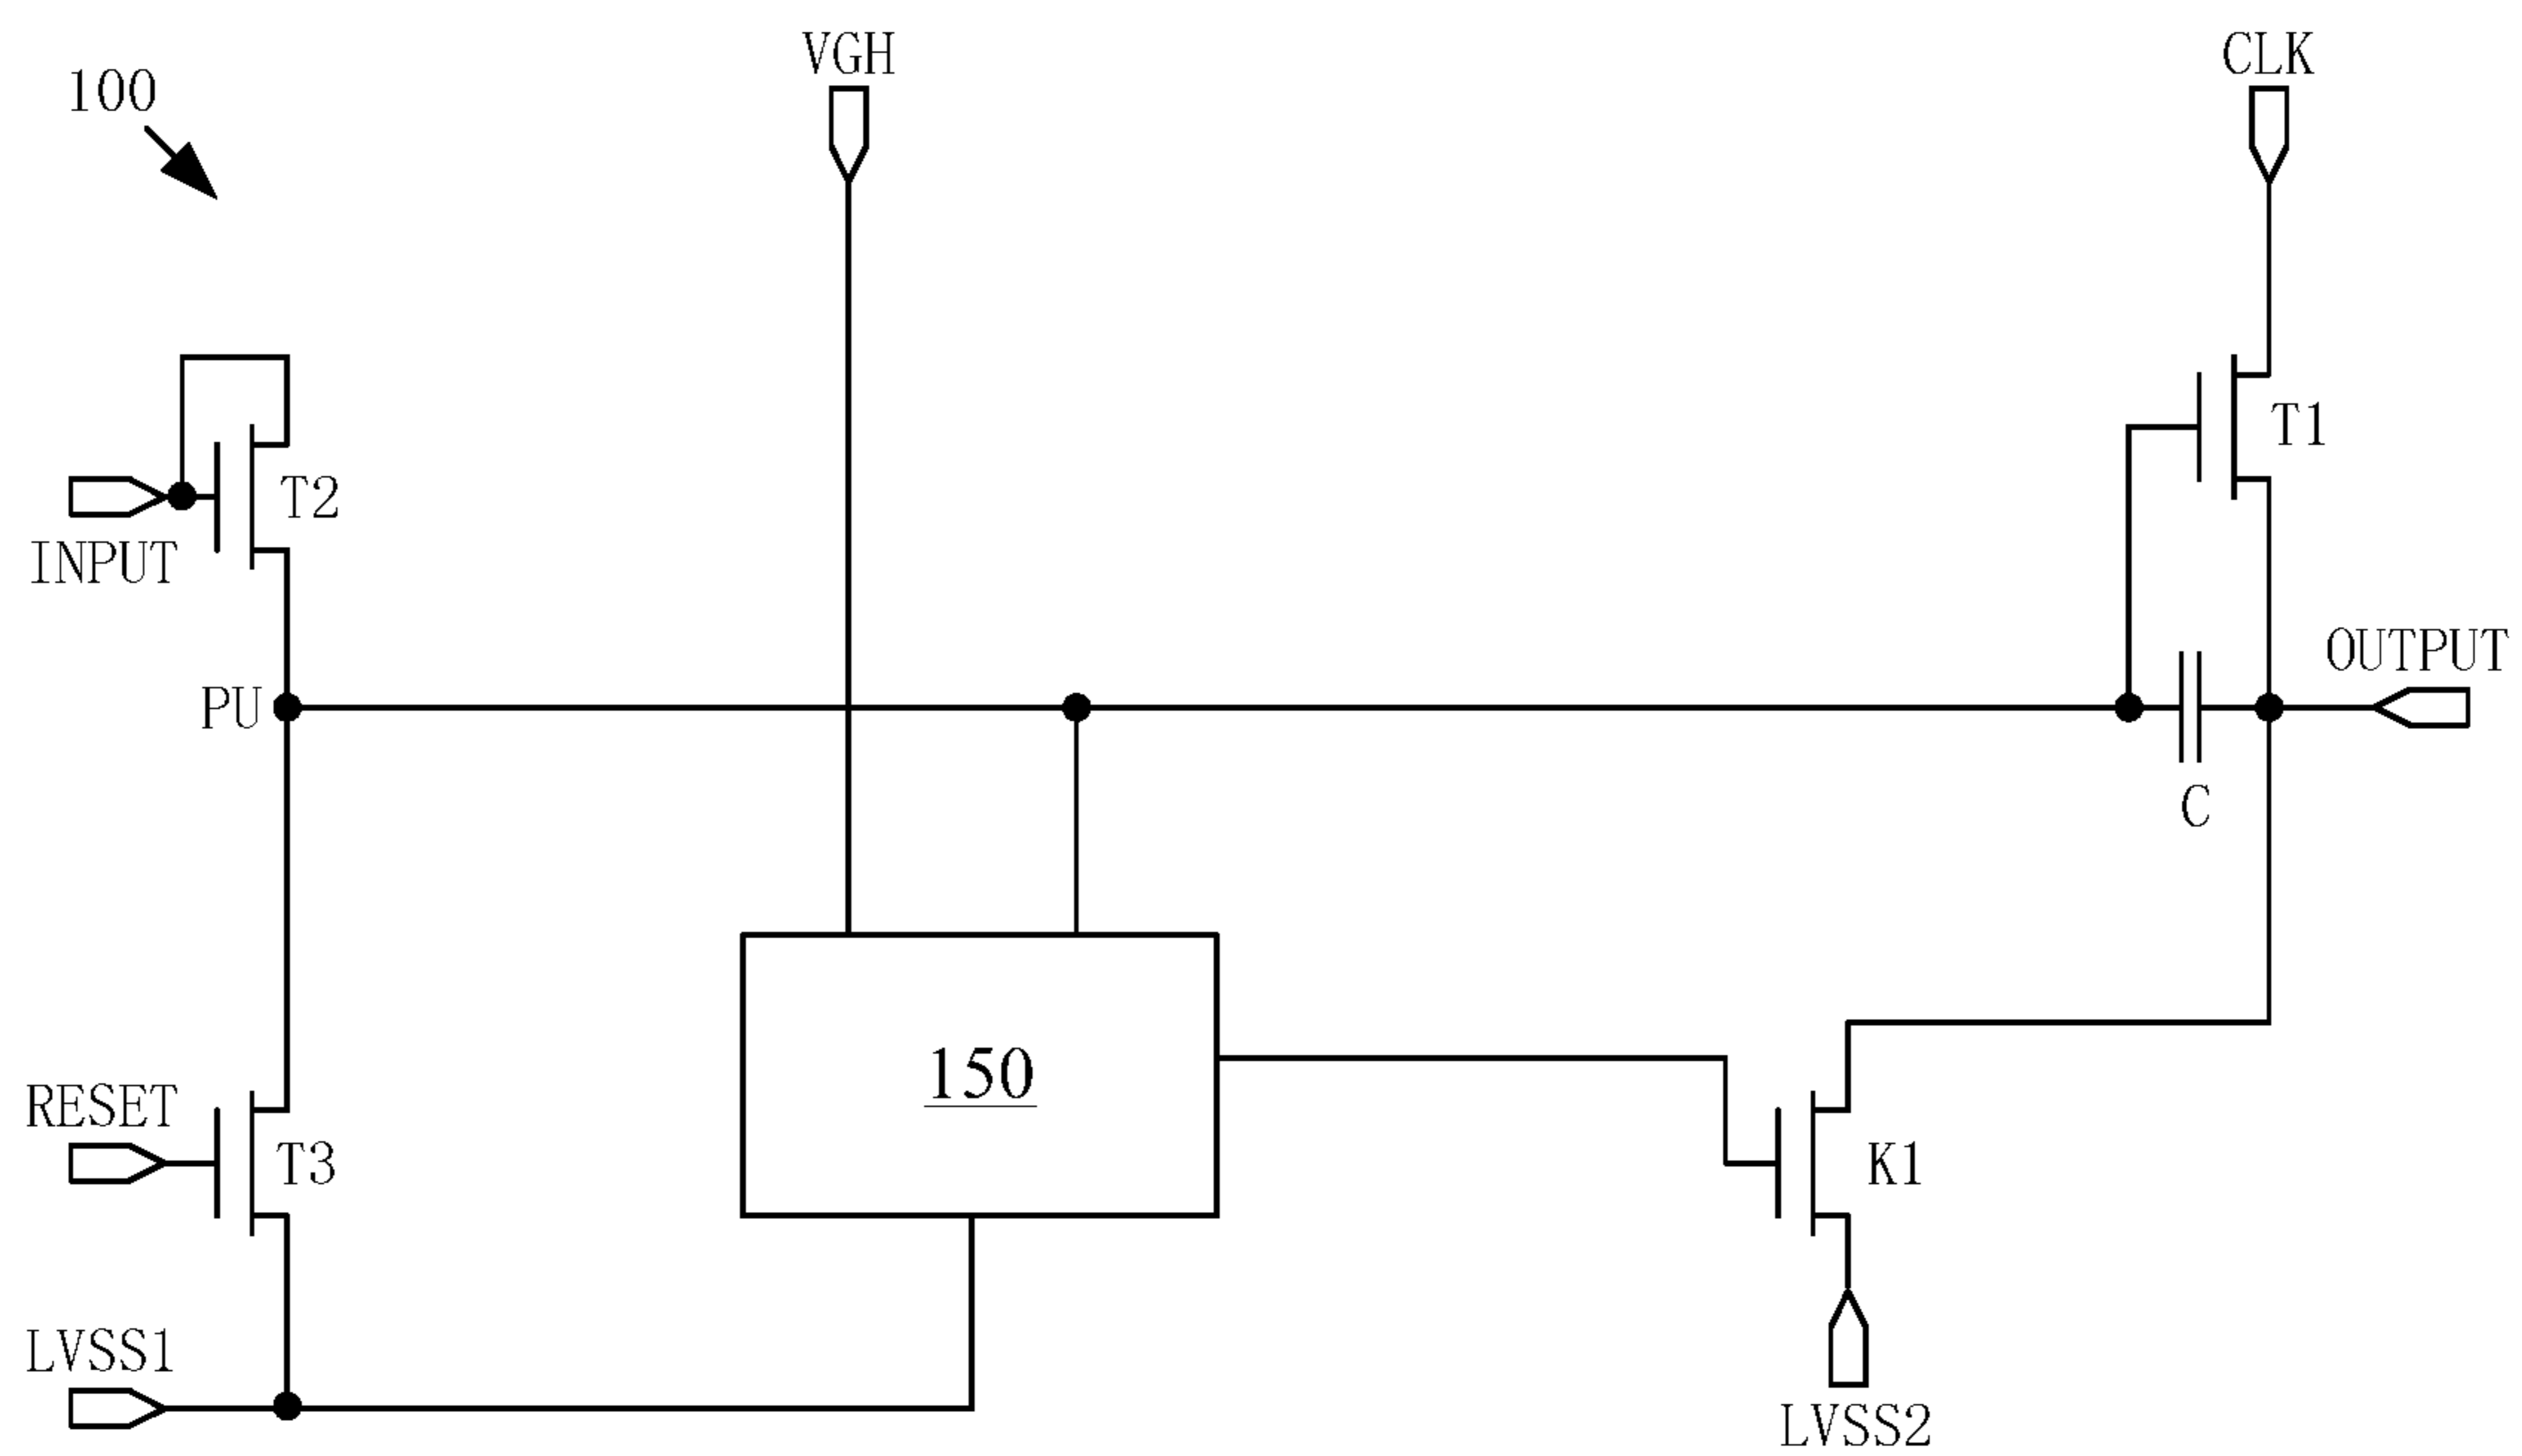 100
VGH
CLK
T1
T2
INPUT
PU
OUTPUT
C
150
RESET
T3
K1
LVSS1
LVSS2